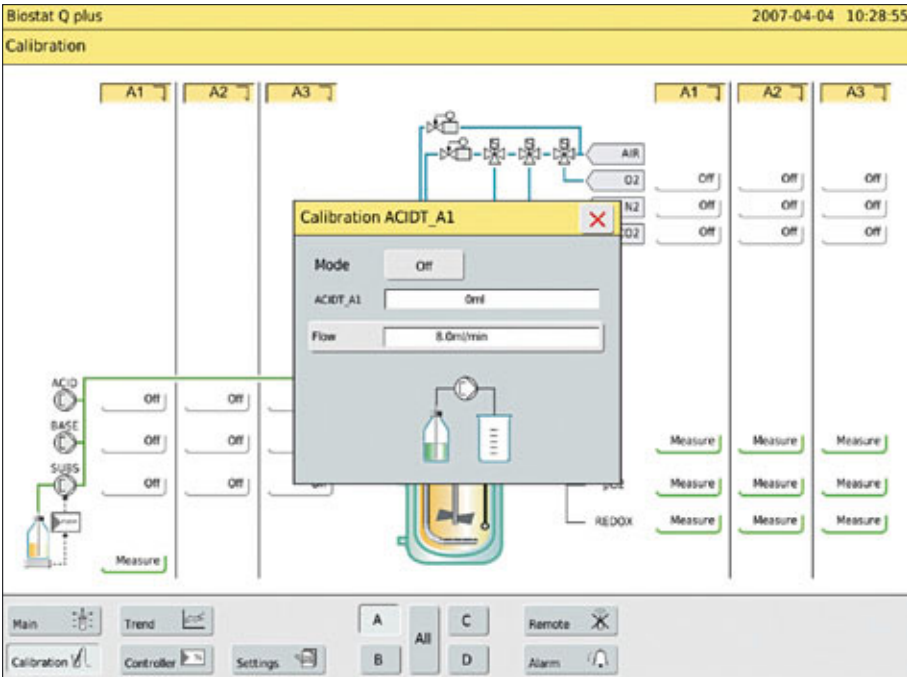 Biostat Q plus 2007-04-04 10:28:55
Calibration
A1 A2 A3 A1 A2 A3
AIR
O2 Off Off Off
N2 Off Off Off
CO2 Off Off Off
Calibration ACIDT_A1
Mode Off
ACIDT_A1 0ml
Flow 8.0ml/min
ACID Off Off
BASE Off Off
Measure Measure Measure
SUBS Off Off
pO2 Measure Measure Measure
REDOX Measure Measure Measure
Measure
Main Trend A All C Remote
Calibration Controller Settings B D Alarm